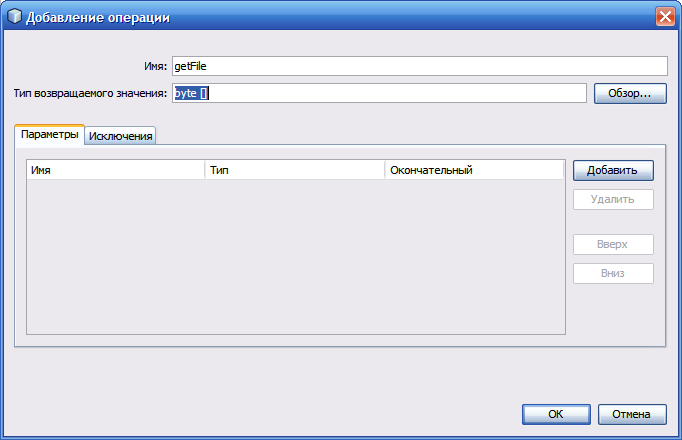 Добавление операции
Имя: getFile
Тип возвращаемого значения: byte [] Обзор...
Параметры Исключения
Имя Тип Окончательный
Добавить
Удалить
Вверх
Вниз
OK Отмена